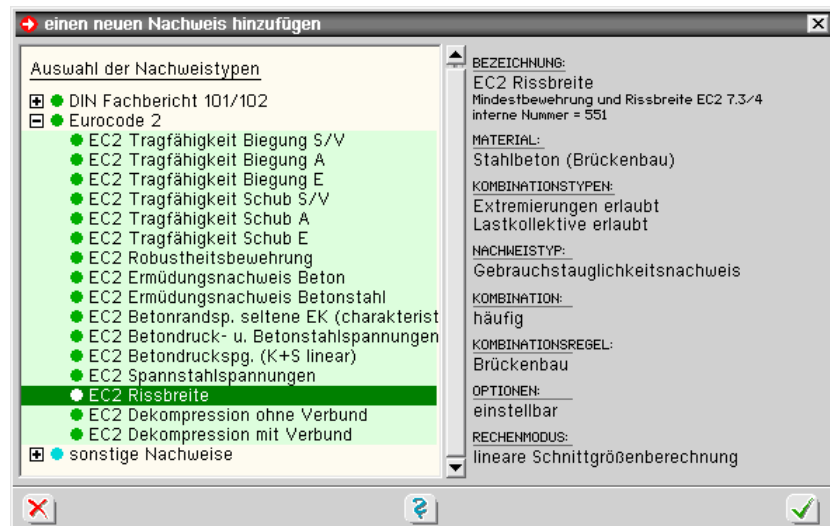 einen neuen Nachweis hinzufügen
Auswahl der Nachweistypen
DIN Fachbericht 101/102
Eurocode 2
EC2 Tragfähigkeit Biegung S/V
EC2 Tragfähigkeit Biegung A
EC2 Tragfähigkeit Biegung E
EC2 Tragfähigkeit Schub S/V
EC2 Tragfähigkeit Schub A
EC2 Tragfähigkeit Schub E
EC2 Robustheitsbewehrung
EC2 Ermüdungsnachweis Beton
EC2 Ermüdungsnachweis Betonstahl
EC2 Betonrandsp. seltene EK (charakterist
EC2 Betondruck- u. Betonstahlspannungen
EC2 Betondruckspg. (K+S linear)
EC2 Spannstahlspannungen
EC2 Rissbreite
EC2 Dekompression ohne Verbund
EC2 Dekompression mit Verbund
sonstige Nachweise
BEZEICHNUNG:
EC2 Rissbreite
Mindestbewehrung und Rissbreite EC2 7.3/4
interne Nummer = 551
MATERIAL:
Stahlbeton (Brückenbau)
KOMBINATIONSTYPEN:
Extremierungen erlaubt
Lastkollektive erlaubt
NACHWEISTYP:
Gebrauchstauglichkeitsnachweis
KOMBINATION:
häufig
KOMBINATIONSREGEL:
Brückenbau
OPTIONEN:
einstellbar
RECHENMODUS:
lineare Schnittgrößenberechnung